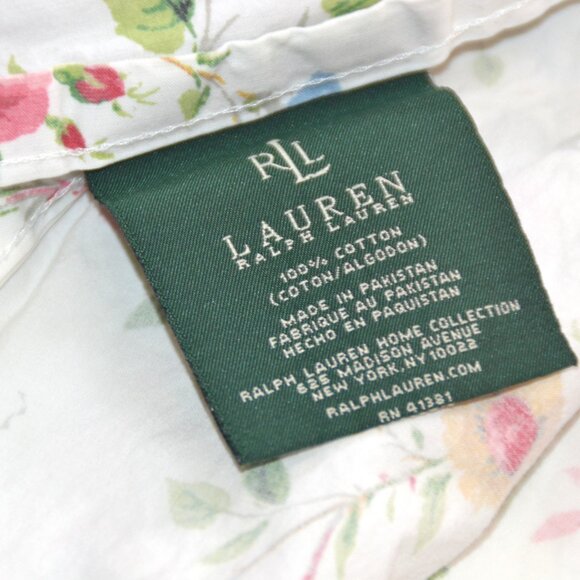 RLL
LAUREN
RALPH LAUREN
100% COTTON
(COTON/ALGODON)
MADE IN PAKISTAN
FABRIQUE AU PAKISTAN
HECHO EN PAQUISTAN
RALPH LAUREN HOME COLLECTION
625 MADISON AVENUE
NEW YORK, NY 10022
RALPHLAUREN.COM
RN 41381